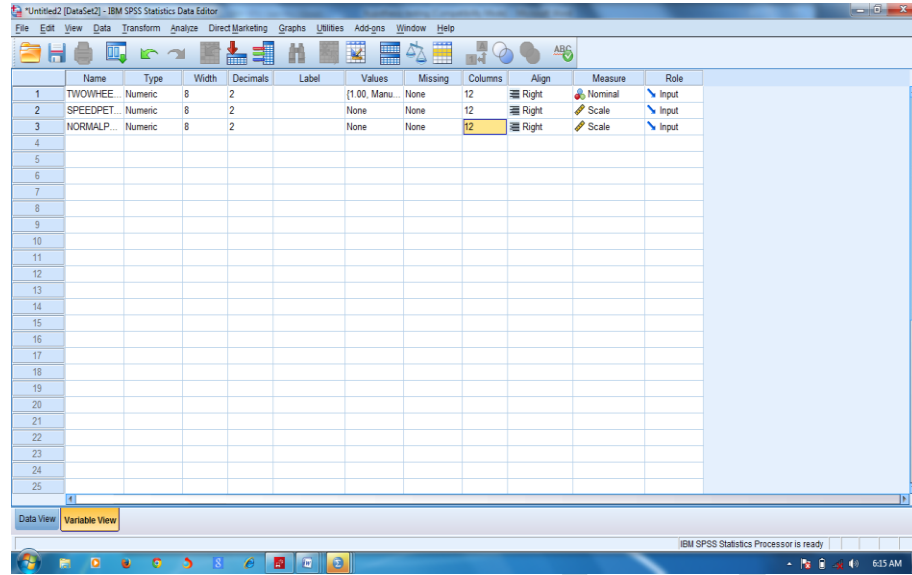 *Untitled2 [DataSet2] - IBM SPSS Statistics Data Editor
File Edit View Data Transform Analyze Direct Marketing Graphs Utilities Add-ons Window Help
Name Type Width Decimals Label Values Missing Columns Align Measure Role
1 TWOWHEE... Numeric 8 2 {1.00, Manu... None 12 Right Nominal Input
2 SPEEDPET... Numeric 8 2 None None 12 Right Scale Input
3 NORMALP... Numeric 8 2 None None 12 Right Scale Input
4
5
6
7
8
9
10
11
12
13
14
15
16
17
18
19
20
21
22
23
24
25
Data View Variable View
IBM SPSS Statistics Processor is ready
6:15 AM